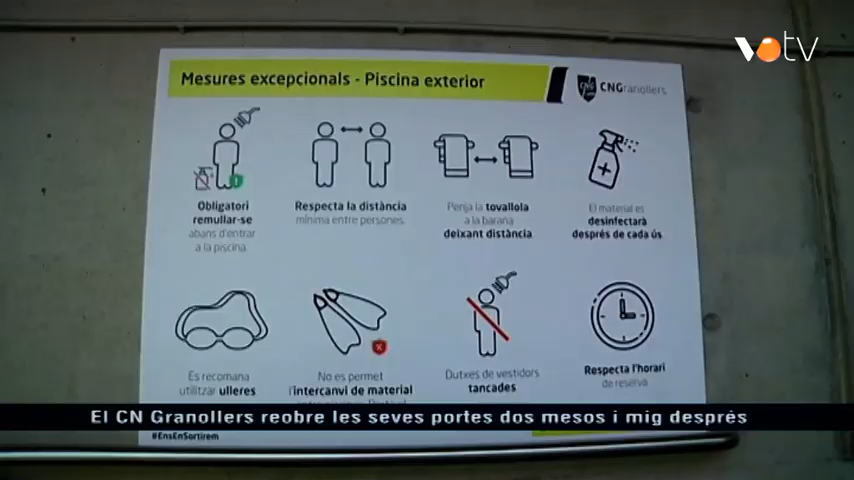 votv
Mesures excepcionals - Piscina exterior
CNGranollers
Obligatori
remullar-se
abans d'entrar
a la piscina
Respecta la distància
mínima entre persones
Penja la tovallola
a la barana
deixant distància
El material es
desinfectarà
després de cada ús
Es recomana
utilitzar ulleres
No es permet
l'intercanvi de material
Dutxes de vestidors
tancades
Respecta l'horari
de reserva
El CN Granollers reobre les seves portes dos mesos i mig després
#EnsEnSortirem